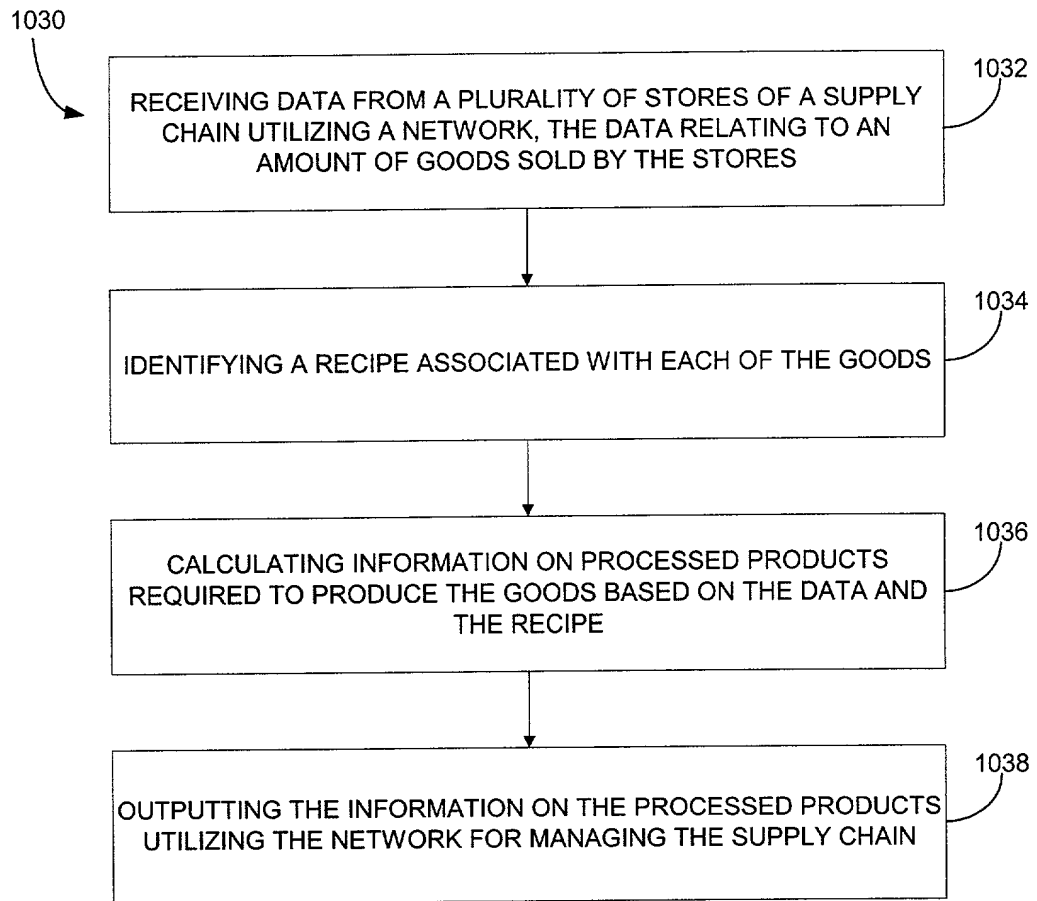 1030
1032
RECEIVING DATA FROM A PLURALITY OF STORES OF A SUPPLY
CHAIN UTILIZING A NETWORK, THE DATA RELATING TO AN
AMOUNT OF GOODS SOLD BY THE STORES
1034
IDENTIFYING A RECIPE ASSOCIATED WITH EACH OF THE GOODS
1036
CALCULATING INFORMATION ON PROCESSED PRODUCTS
REQUIRED TO PRODUCE THE GOODS BASED ON THE DATA AND
THE RECIPE
1038
OUTPUTTING THE INFORMATION ON THE PROCESSED PRODUCTS
UTILIZING THE NETWORK FOR MANAGING THE SUPPLY CHAIN